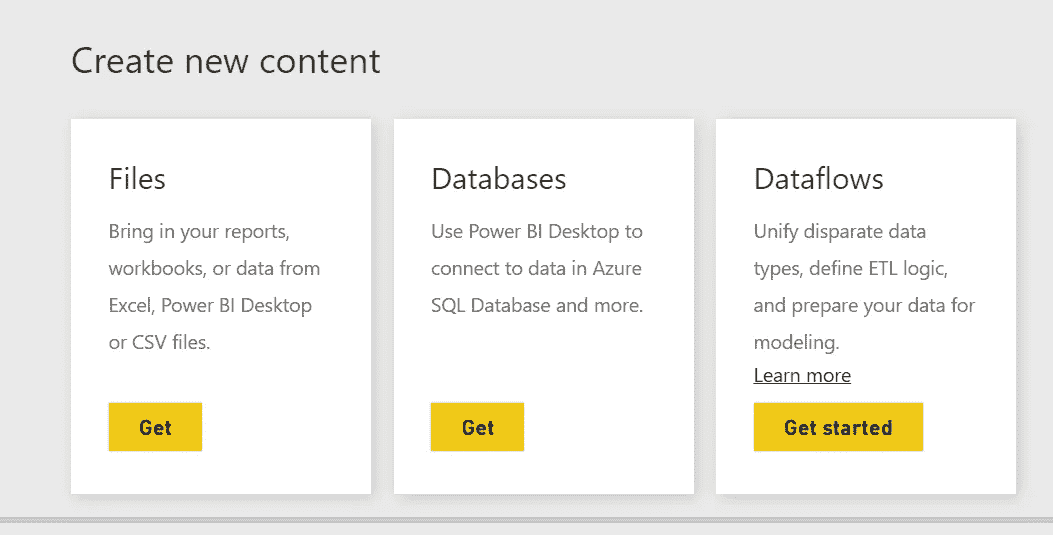 Create new content
Files
Bring in your reports,
workbooks, or data from
Excel, Power BI Desktop
or CSV files.
Get
Databases
Use Power BI Desktop to
connect to data in Azure
SQL Database and more.
Get
Dataflows
Unify disparate data
types, define ETL logic,
and prepare your data for
modeling.
Learn more
Get started